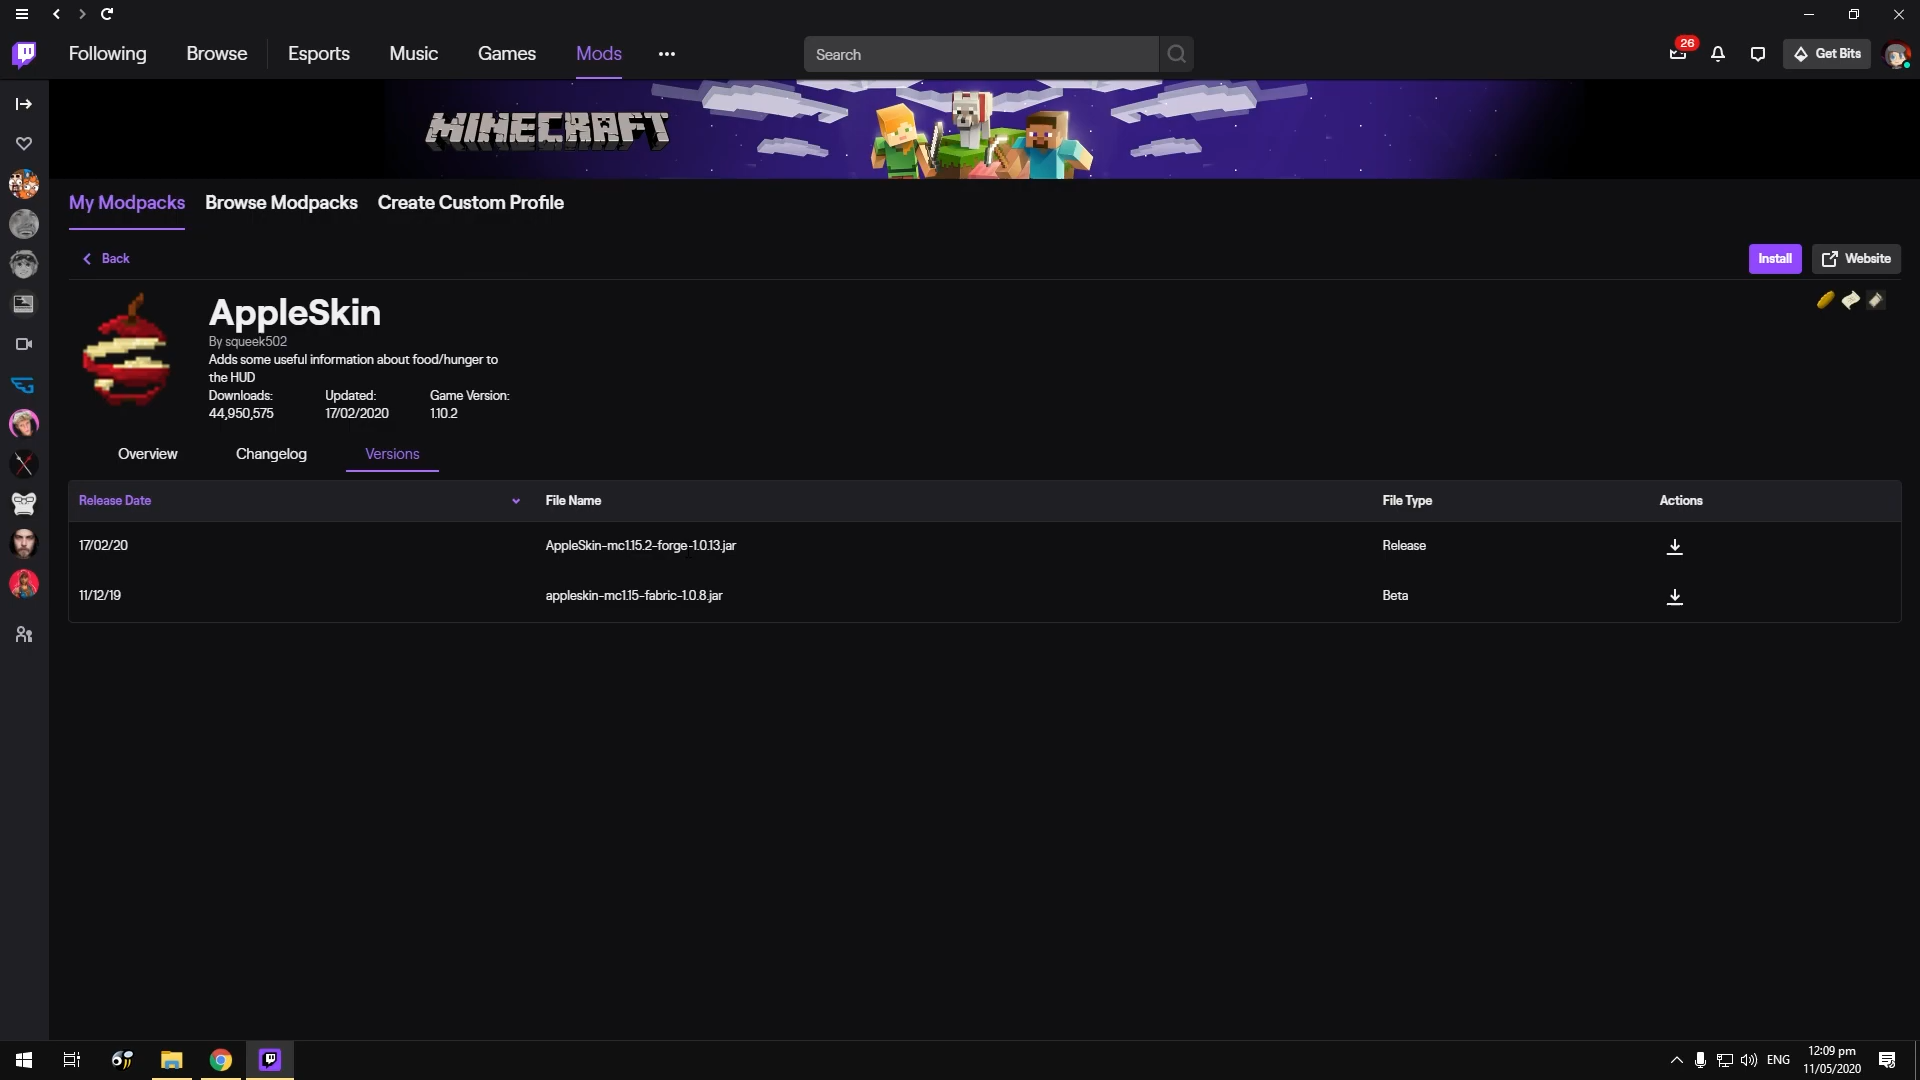 Following Browse Esports Music Games Mods Search 26 Get Bits
MINECRAFT
My Modpacks Browse Modpacks Create Custom Profile
Back Install Website
AppleSkin
By squeek502
Adds some useful information about food/hunger to
the HUD
Downloads: Updated: Game Version:
44,950,575 17/02/2020 1.10.2
Overview Changelog Versions
Release Date File Name File Type Actions
17/02/20 AppleSkin-mc1.15.2-forge-1.0.13.jar Release
11/12/19 appleskin-mc1.15-fabric-1.0.8.jar Beta
ENG 12:09 pm
11/05/2020